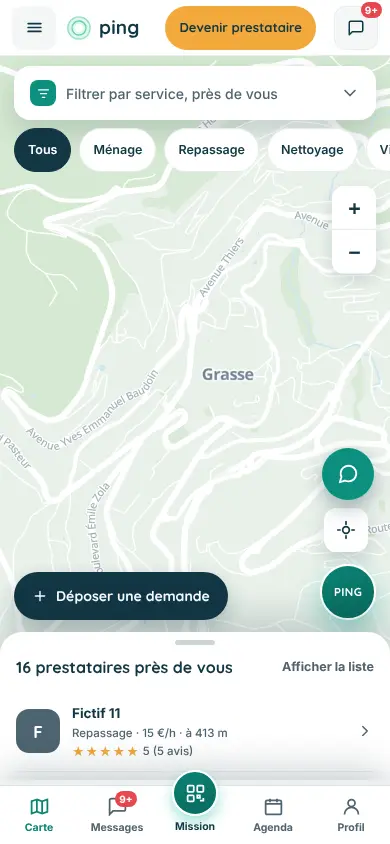 ping
Devenir prestataire
9+
Filtrer par service, près de vous
Tous
Ménage
Repassage
Nettoyage
+
Avenue
−
Avenue Thiers
Grasse
Avenue Yves Emmanuel Baudoin
Pasteur
Boulevard Émile Zola
Route
PING
+ Déposer une demande
16 prestataires près de vous
Afficher la liste
F
Fictif 11
Repassage · 15 €/h · à 413 m
★★★★★ 5 (5 avis)
9+
Carte
Messages
Mission
Agenda
Profil